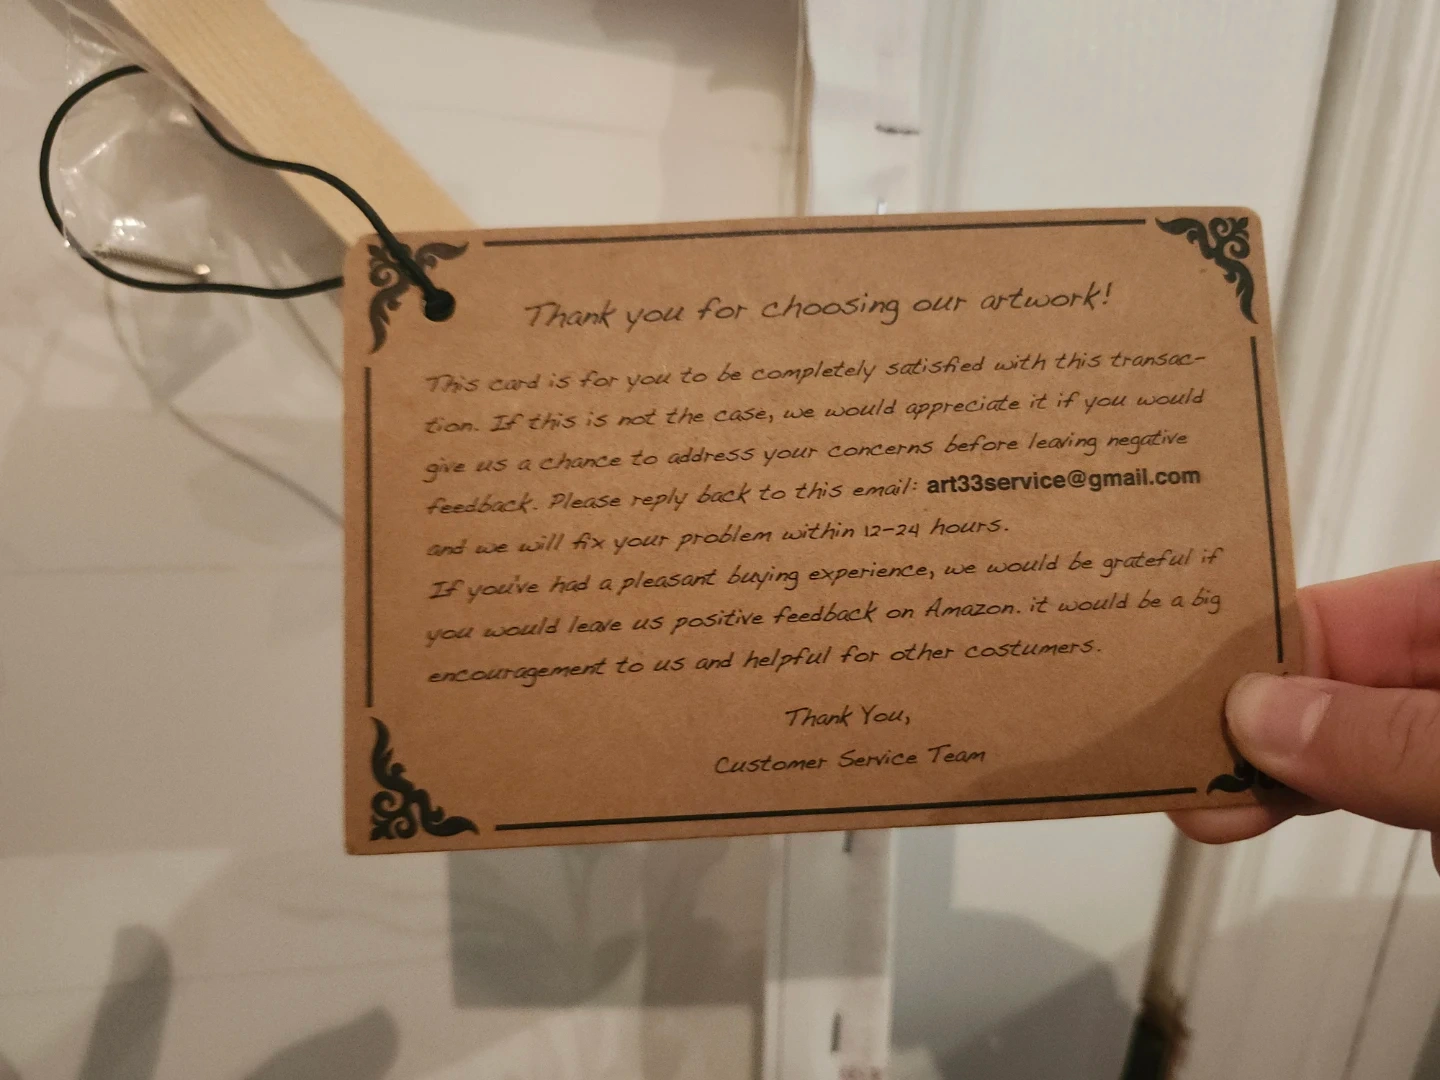 Thank you for choosing our artwork!
This card is for you to be completely satisfied with this transac-
tion. If this is not the case, we would appreciate it if you would
give us a chance to address your concerns before leaving negative
feedback. Please reply back to this email: art33service@gmail.com
and we will fix your problem within 12-24 hours.
If you've had a pleasant buying experience, we would be grateful if
you would leave us positive feedback on Amazon. it would be a big
encouragement to us and helpful for other costumers.
Thank You,
Customer Service Team